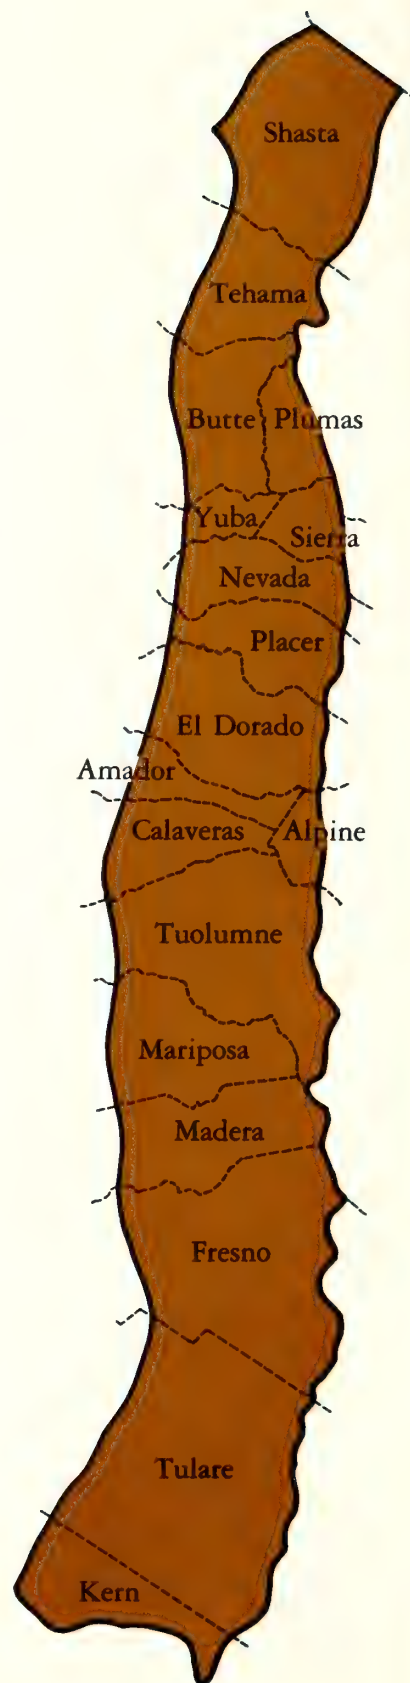 Shasta
Tehama
Butte Plumas
Yuba
Sierra
Nevada
Placer
El Dorado
Amador
Calaveras Alpine
Tuolumne
Mariposa
Madera
Fresno
Tulare
Kern